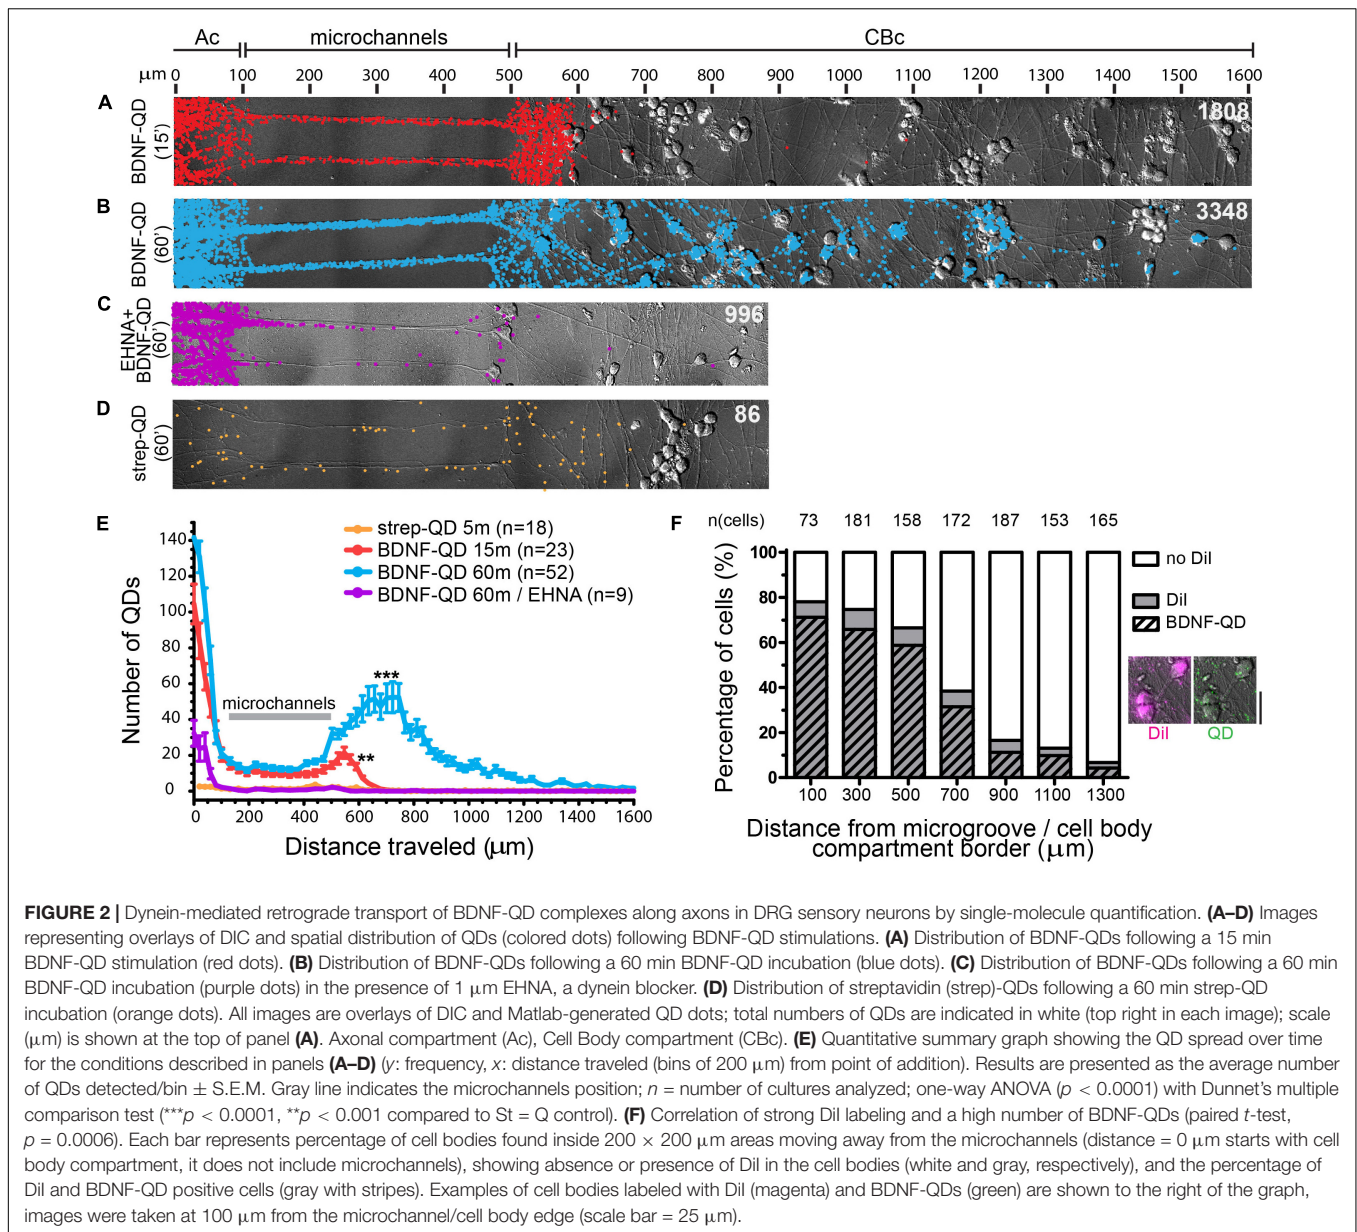 Ac microchannels CBc
μm 0 100 200 300 400 500 600 700 800 900 1000 1100 1200 1300 1400 1500 1600
A BDNF-QD (15') 1808
B BDNF-QD (60') 3348
C EHNA+ BDNF-QD (60') 996
D strep-QD (60') 86
E
strep-QD 5m (n=18)
BDNF-QD 15m (n=23)
BDNF-QD 60m (n=52)
BDNF-QD 60m / EHNA (n=9)
Number of QDs
140
120
100
80
60
40
20
0
microchannels
***
**
0 200 400 600 800 1000 1200 1400 1600
Distance traveled (μm)
F n(cells) 73 181 158 172 187 153 165
Percentage of cells (%)
100
80
60
40
20
0
no Dil
Dil
BDNF-QD
Dil QD
100 300 500 700 900 1100 1300
Distance from microgroove / cell body
compartment border (μm)
FIGURE 2 | Dynein-mediated retrograde transport of BDNF-QD complexes along axons in DRG sensory neurons by single-molecule quantification. (A–D) Images
representing overlays of DIC and spatial distribution of QDs (colored dots) following BDNF-QD stimulations. (A) Distribution of BDNF-QDs following a 15 min
BDNF-QD stimulation (red dots). (B) Distribution of BDNF-QDs following a 60 min BDNF-QD incubation (blue dots). (C) Distribution of BDNF-QDs following a 60 min
BDNF-QD incubation (purple dots) in the presence of 1 μm EHNA, a dynein blocker. (D) Distribution of streptavidin (strep)-QDs following a 60 min strep-QD
incubation (orange dots). All images are overlays of DIC and Matlab-generated QD dots; total numbers of QDs are indicated in white (top right in each image); scale
(μm) is shown at the top of panel (A). Axonal compartment (Ac), Cell Body compartment (CBc). (E) Quantitative summary graph showing the QD spread over time
for the conditions described in panels (A–D) (y: frequency, x: distance traveled (bins of 200 μm) from point of addition). Results are presented as the average number
of QDs detected/bin ± S.E.M. Gray line indicates the microchannels position; n = number of cultures analyzed; one-way ANOVA (p < 0.0001) with Dunnet's multiple
comparison test (***p < 0.0001, **p < 0.001 compared to St = Q control). (F) Correlation of strong Dil labeling and a high number of BDNF-QDs (paired t-test,
p = 0.0006). Each bar represents percentage of cell bodies found inside 200 × 200 μm areas moving away from the microchannels (distance = 0 μm starts with cell
body compartment, it does not include microchannels), showing absence or presence of Dil in the cell bodies (white and gray, respectively), and the percentage of
Dil and BDNF-QD positive cells (gray with stripes). Examples of cell bodies labeled with Dil (magenta) and BDNF-QDs (green) are shown to the right of the graph,
images were taken at 100 μm from the microchannel/cell body edge (scale bar = 25 μm).